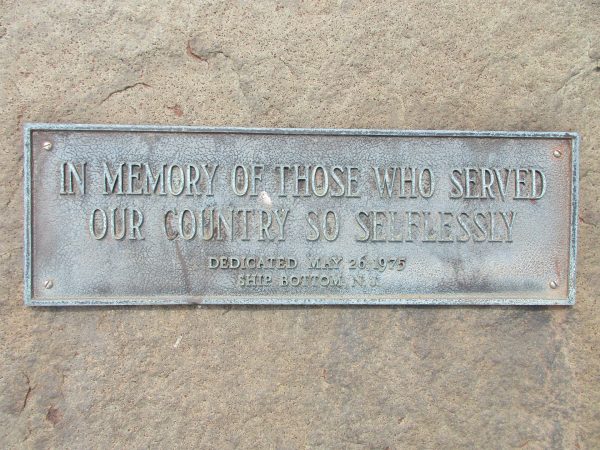 IN MEMORY OF THOSE WHO SERVED
OUR COUNTRY SO SELFLESSLY
DEDICATED MAY 26, 1975
SHIP BOTTOM, N.J.